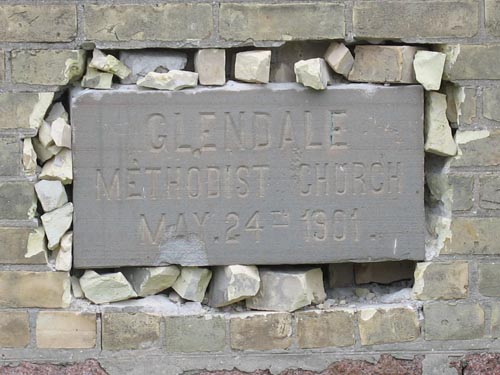 GLENDALE
METHODIST CHURCH
MAY. 24TH 1901.